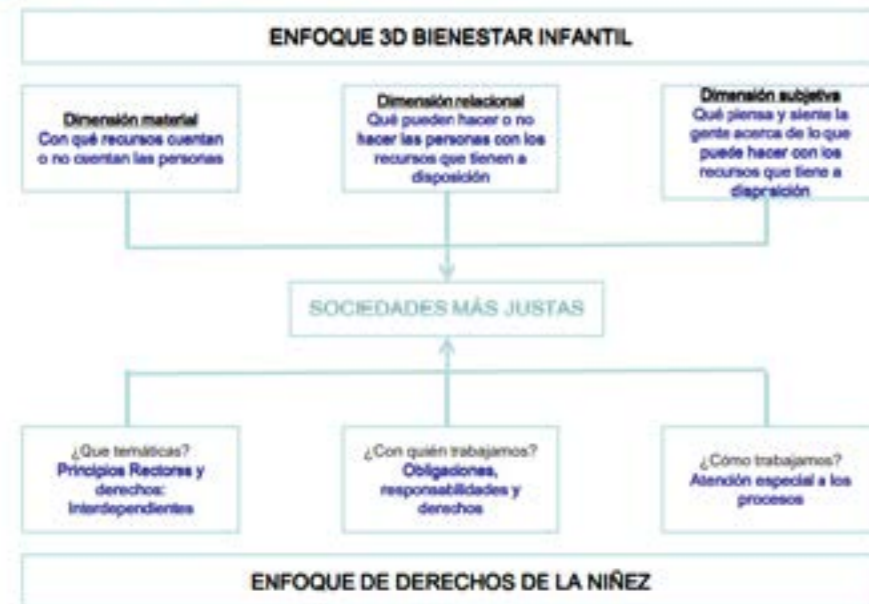 ENFOQUE 3D BIENESTAR INFANTIL
Dimensión material
Con qué recursos cuentan
o no cuentan las personas
Dimensión relacional
Qué pueden hacer o no
hacer las personas con los
recursos que tienen a
disposición
Dimensión subjetiva
Qué piensa y siente la
gente acerca de lo que
puede hacer con los
recursos que tiene a
disposición
SOCIEDADES MÁS JUSTAS
¿Que temáticas?
Principios Rectores y
derechos:
Interdependientes
¿Con quién trabajamos?
Obligaciones,
responsabilidades y
derechos
¿Cómo trabajamos?
Atención especial a los
procesos
ENFOQUE DE DERECHOS DE LA NIÑEZ